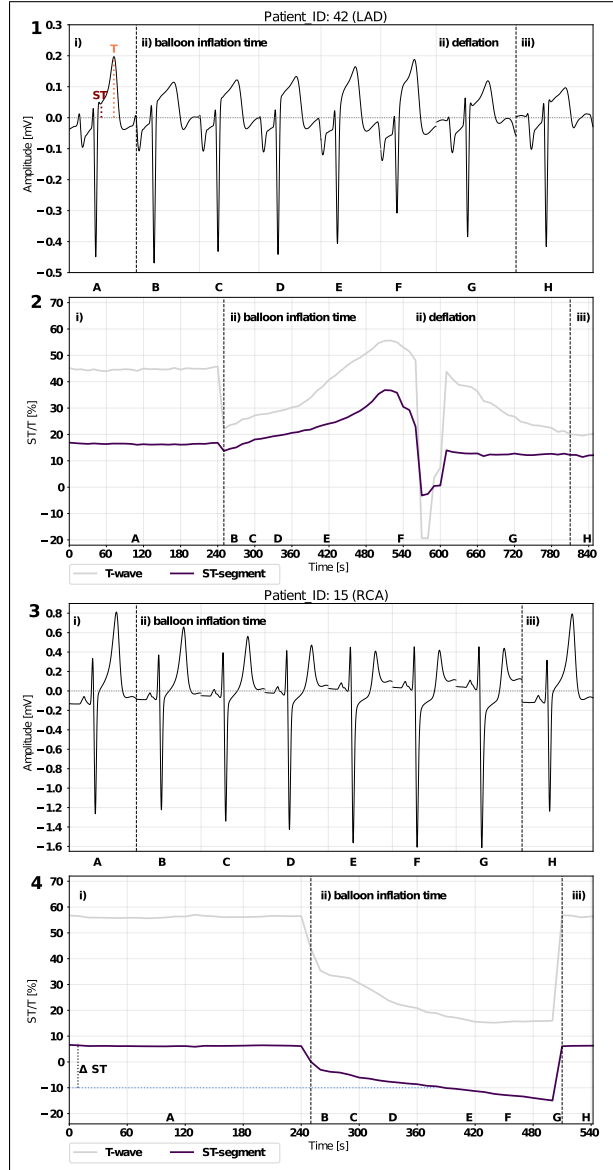 Patient_ID: 42 (LAD)
1
i)
ii) balloon inflation time
ii) deflation
iii)
T
ST
Amplitude [mV]
0.3
0.2
0.1
0.0
−0.1
−0.2
−0.3
−0.4
−0.5
A B C D E F G H
2
i)
ii) balloon inflation time
ii) deflation
iii)
ST/T [%]
70
60
50
40
30
20
10
0
−10
−20
A B C D E F G H
0 60 120 180 240 300 360 420 480 540 600 660 720 780 840
Time [s]
T-wave
ST-segment
Patient_ID: 15 (RCA)
3
i)
ii) balloon inflation time
iii)
Amplitude [mV]
0.8
0.6
0.4
0.2
0.0
−0.2
−0.4
−0.6
−0.8
−1.0
−1.2
−1.4
−1.6
A B C D E F G H
4
i)
ii) balloon inflation time
iii)
ST/T [%]
70
60
50
40
30
20
10
0
−10
−20
Δ ST
A B C D E F G H
0 60 120 180 240 300 360 420 480 540
Time [s]
T-wave
ST-segment